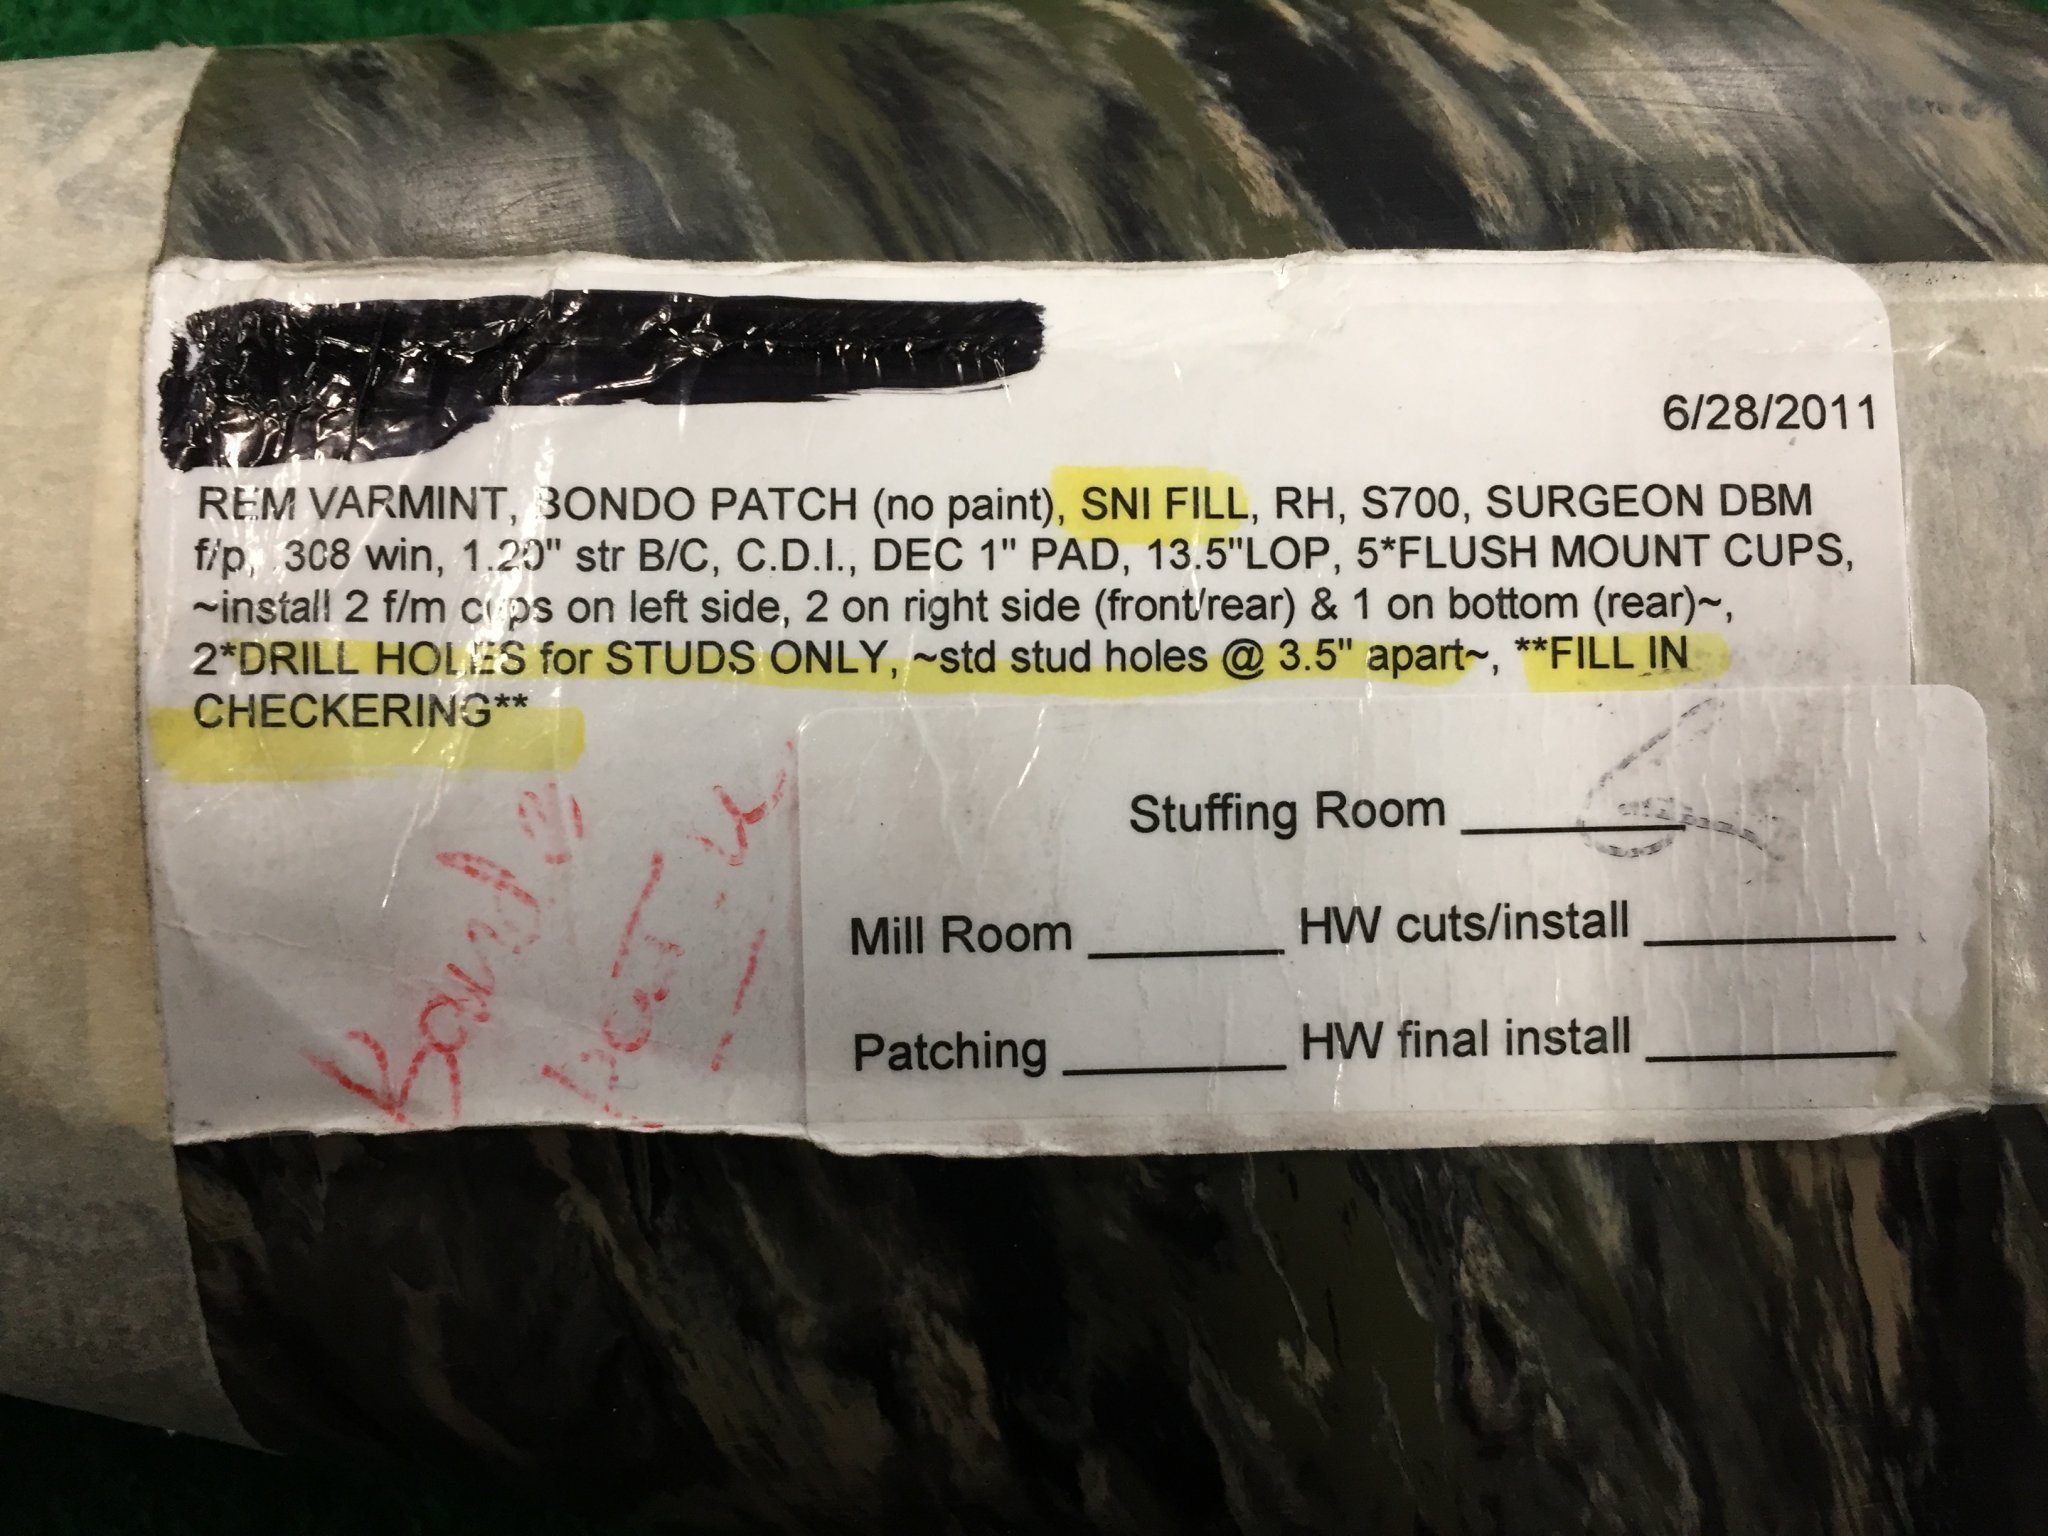 6/28/2011
REM VARMINT, BONDO PATCH (no paint), SNI FILL, RH, S700, SURGEON DBM
f/p, .308 win, 1.20" str B/C, C.D.I., DEC 1" PAD, 13.5"LOP, 5*FLUSH MOUNT CUPS,
~install 2 f/m cups on left side, 2 on right side (front/rear) & 1 on bottom (rear)~,
2*DRILL HOLES for STUDS ONLY, ~std stud holes @ 3.5" apart~, **FILL IN
CHECKERING**
Stuffing Room
Mill Room HW cuts/install
Patching HW final install